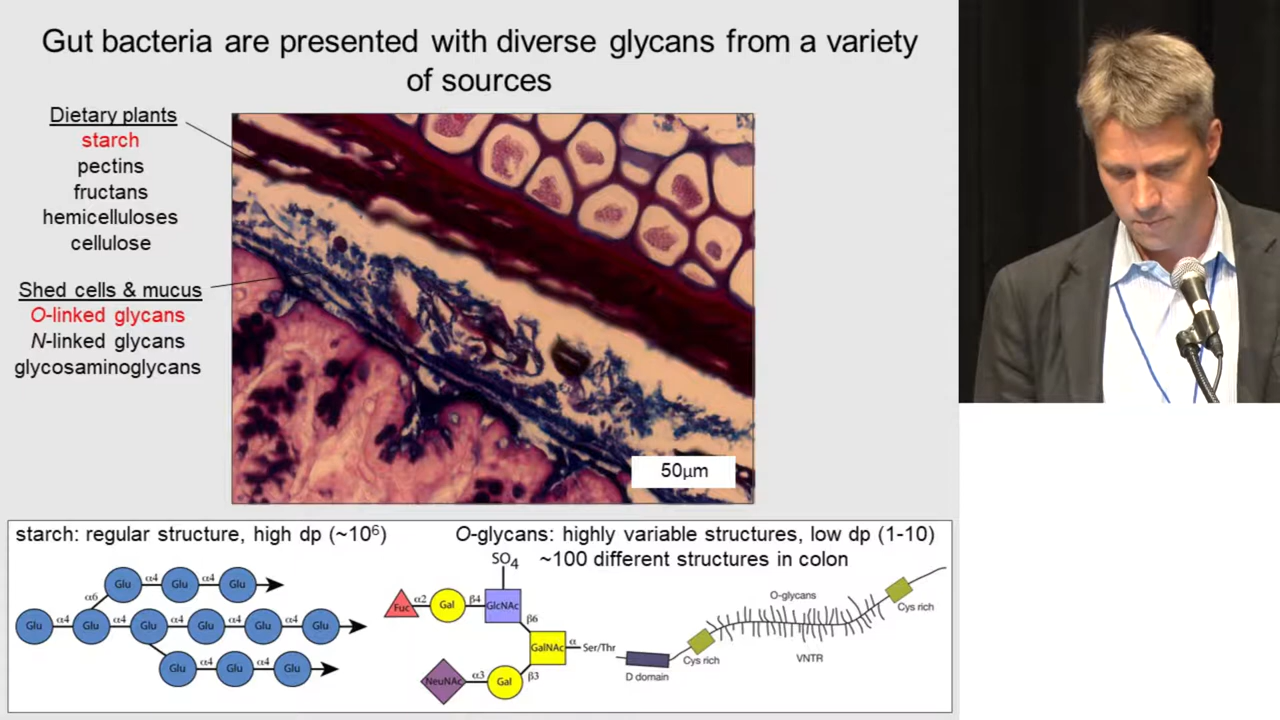 Gut bacteria are presented with diverse glycans from a variety
of sources
Dietary plants
starch
pectins
fructans
hemicelluloses
cellulose
Shed cells & mucus
O-linked glycans
N-linked glycans
glycosaminoglycans
50μm
starch: regular structure, high dp (~10⁶)
Glu α4 Glu α4 Glu
α6
Glu α4 Glu α4 Glu α4 Glu α4 Glu α4 Glu
Glu α4 Glu α4 Glu
O-glycans: highly variable structures, low dp (1-10)
~100 different structures in colon
SO₄
Fuc α2 Gal β4 GlcNAc
β6
GalNAc α Ser/Thr
NeuNAc α3 Gal β3
O-glycans
Cys rich
VNTR
Cys rich
D domain